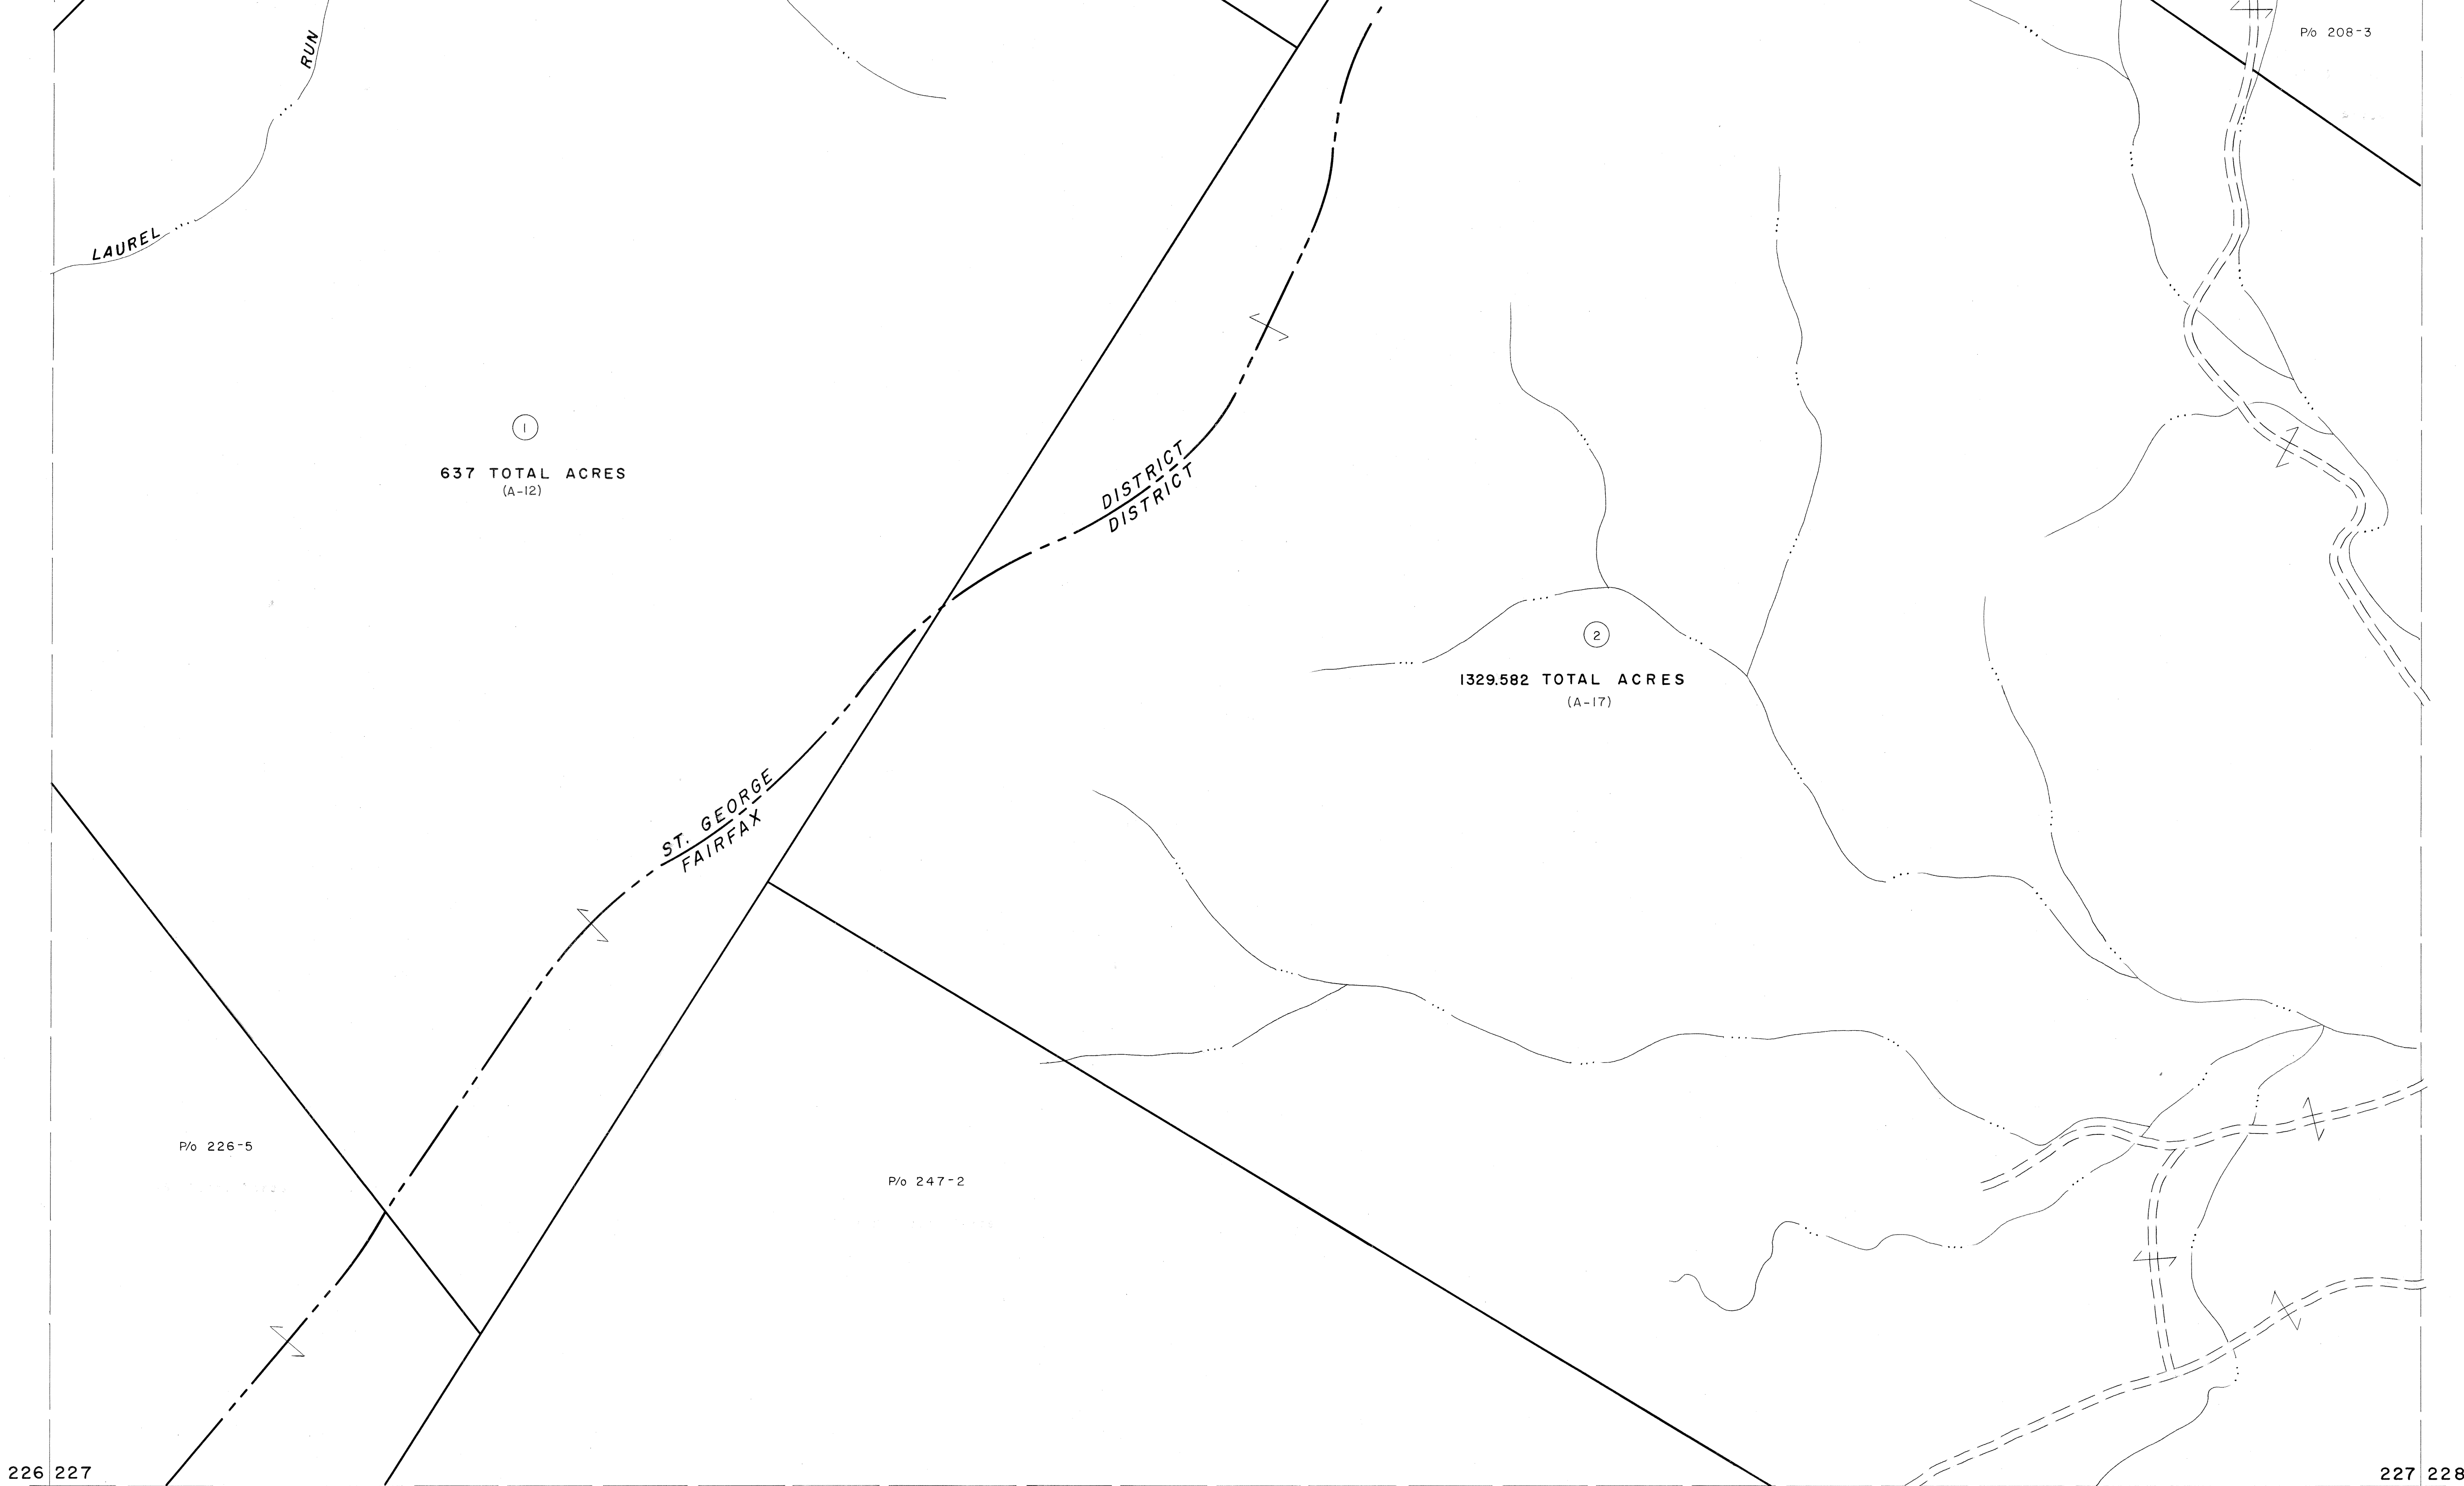 P/o 208-3
RUN
LAUREL
1
637 TOTAL ACRES
(A-12)
DISTRICT
DISTRICT
2
1329.582 TOTAL ACRES
(A-17)
ST. GEORGE
FAIRFAX
P/o 226-5
P/o 247-2
226 227
227 228